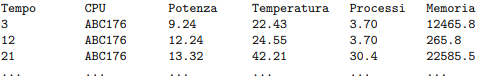 Tempo CPU Potenza Temperatura Processi Memoria
3 ABC176 9.24 22.43 3.70 12465.8
12 ABC176 12.24 24.55 3.70 265.8
21 ABC176 13.32 42.21 30.4 22585.5
... ... ... ... ... ...